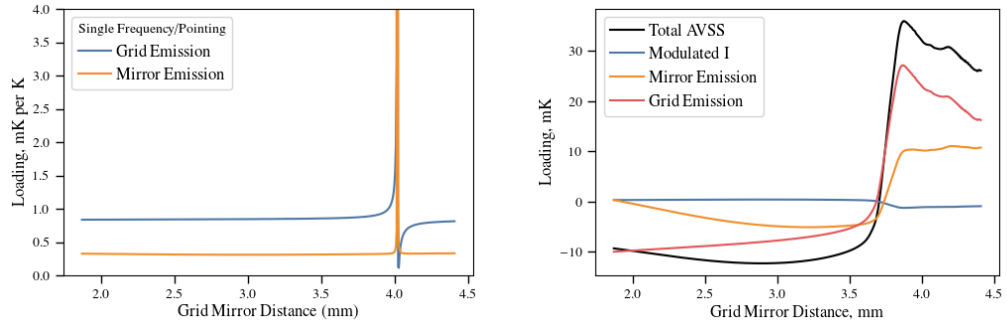 Single Frequency/Pointing
Grid Emission
Mirror Emission
Loading, mK per K
4.0
3.5
3.0
2.5
2.0
1.5
1.0
0.5
0.0
2.0
2.5
3.0
3.5
4.0
4.5
Grid Mirror Distance (mm)
Total AVSS
Modulated I
Mirror Emission
Grid Emission
Loading, mK
30
20
10
0
−10
2.0
2.5
3.0
3.5
4.0
4.5
Grid Mirror Distance, mm